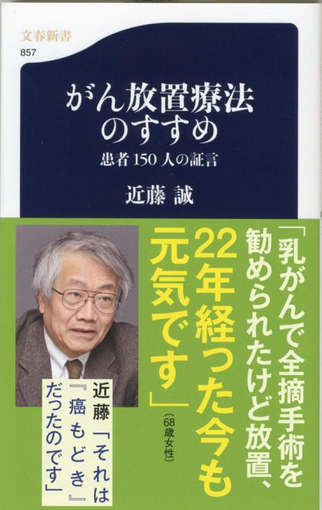 文春新書
857
がん放置療法
のすすめ
患者150人の証言
近藤 誠
「乳がんで全摘手術を
勧められたけど放置、
22年経った今も
元気です」
(68歳女性)
近藤「それは
『癌もどき』
だったのです」